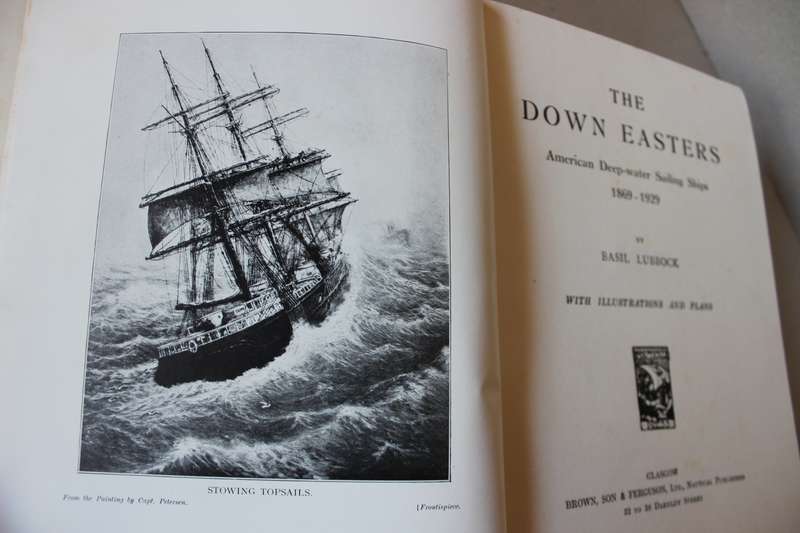 STOWING TOPSAILS.
From the Painting by Capt. Petersen.
[Frontispiece.
THE
DOWN EASTERS
American Deep-water Sailing Ships
1869-1929
BY
BASIL LUBBOCK
WITH ILLUSTRATIONS AND PLANS
GLASGOW
BROWN, SON & FERGUSON, LTD., NAUTICAL PUBLISHERS
52 to 58 DARNLEY STREET